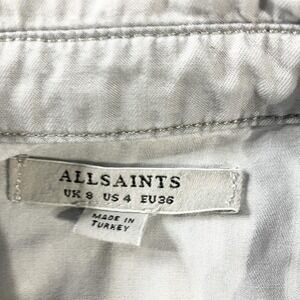 ALLSAINTS
UK 8 US 4 EU36
MADE IN
TURKEY